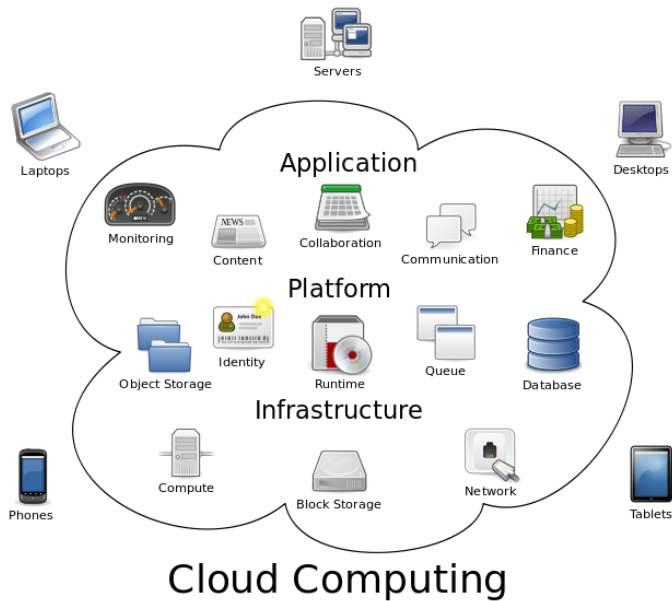 Servers
Laptops
Desktops
Application
Monitoring
NEWS
Content
Collaboration
Communication
Finance
Platform
John Doe
Object Storage
Identity
Runtime
Queue
Database
Infrastructure
Compute
Block Storage
Network
Phones
Tablets
Cloud Computing